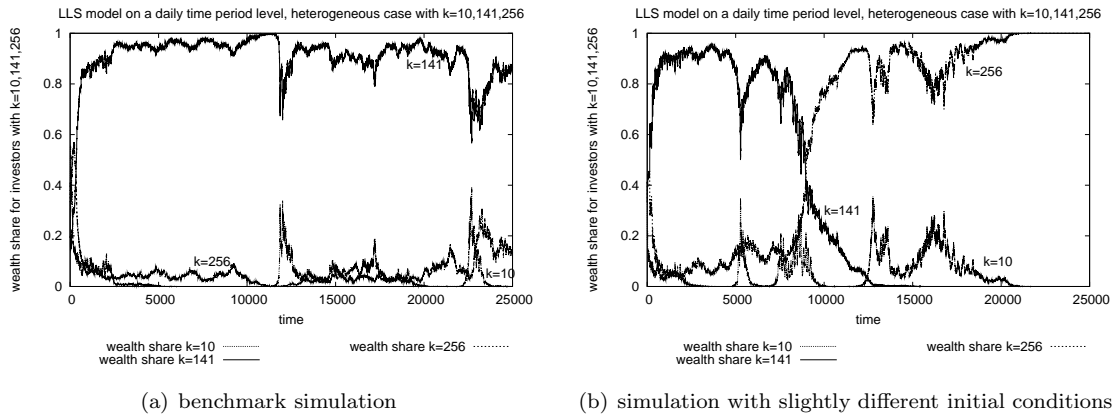 LLS model on a daily time period level, heterogeneous case with k=10,141,256
wealth share for investors with k=10,141,256
1
0.8
0.6
0.4
0.2
0
k=141
k=256
k=10
0 5000 10000 15000 20000 25000
time
wealth share k=10
wealth share k=141
wealth share k=256
(a) benchmark simulation
LLS model on a daily time period level, heterogeneous case with k=10,141,256
wealth share for investors with k=10,141,256
1
0.8
0.6
0.4
0.2
0
k=256
k=141
k=10
0 5000 10000 15000 20000 25000
time
wealth share k=10
wealth share k=141
wealth share k=256
(b) simulation with slightly different initial conditions